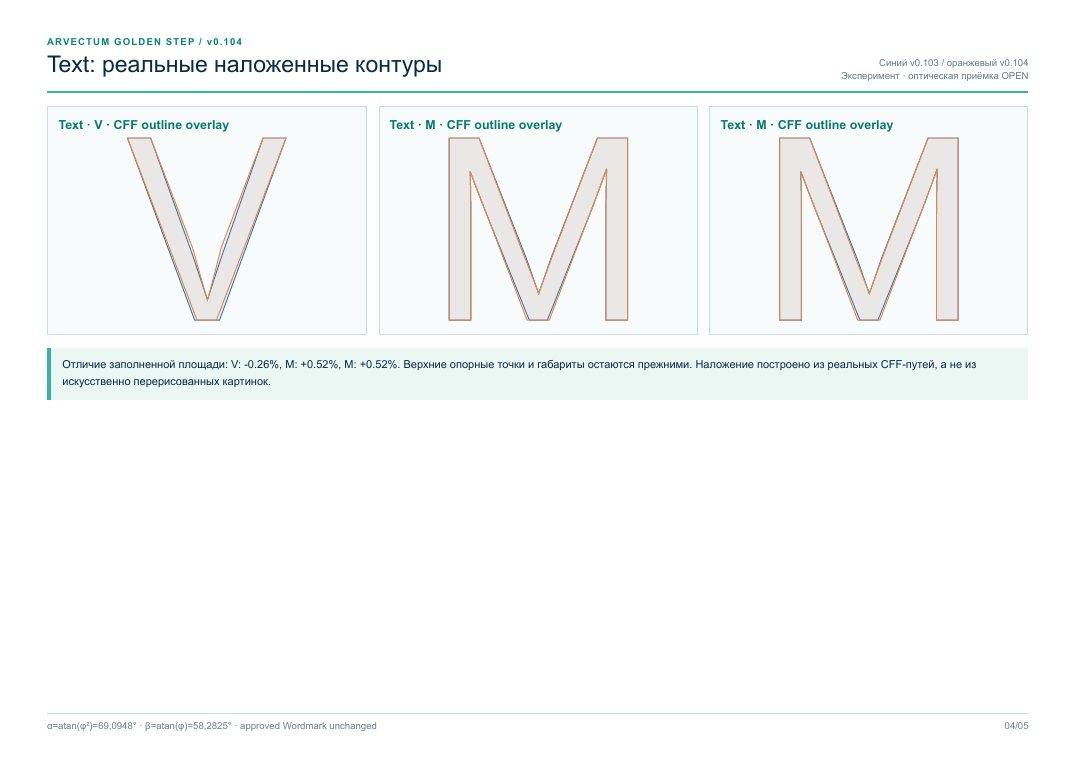 ARVECTUM GOLDEN STEP / v0.104
Text: реальные наложенные контуры
Синий v0.103 / оранжевый v0.104
Эксперимент · оптическая приёмка OPEN
Text · V · CFF outline overlay
Text · M · CFF outline overlay
Text · M · CFF outline overlay
V
M
M
Отличие заполненной площади: V: -0.26%, M: +0.52%, M: +0.52%. Верхние опорные точки и габариты остаются прежними. Наложение построено из реальных CFF-путей, а не из
искусственно перерисованных картинок.
α=atan(φ²)=69,0948° · β=atan(φ)=58,2825° · approved Wordmark unchanged
04/05